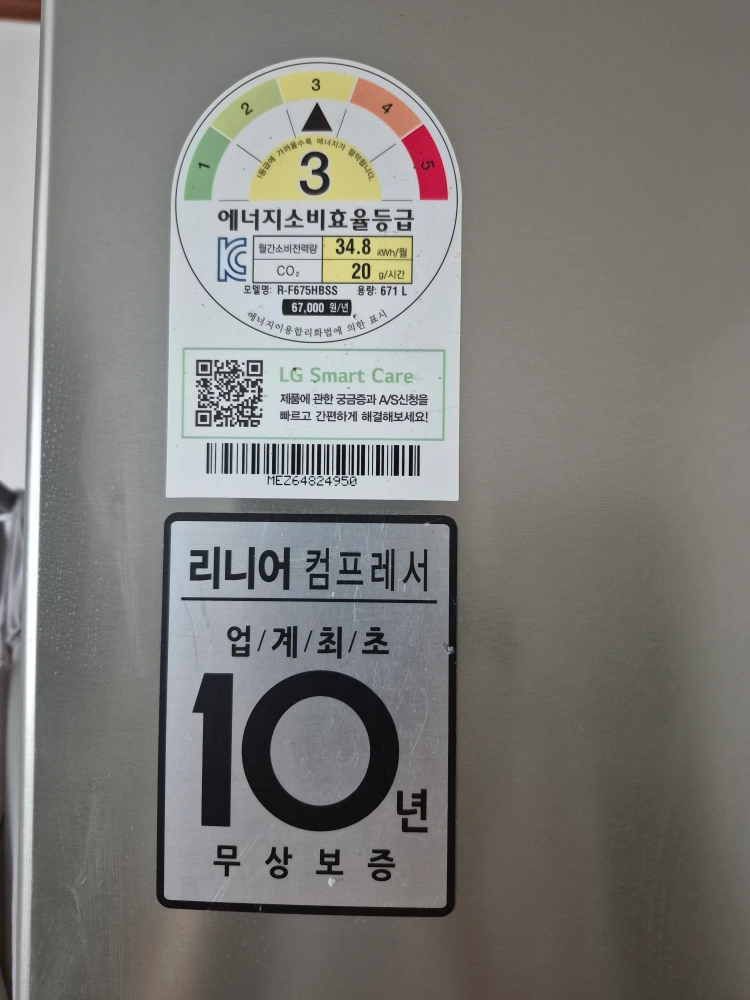 1 2 3 4 5
1등급에 가까울수록 에너지가 절약됩니다.
3
에너지소비효율등급
월간소비전력량 34.8 kWh/월
CO₂ 20 g/시간
모델명: R-F675HBSS 용량: 671 L
67,000 원/년
에너지이용합리화법에 의한 표시
LG Smart Care
제품에 관한 궁금증과 A/S신청을
빠르고 간편하게 해결해보세요!
MEZ64824950
리니어 컴프레서
업/계/최/초
10년
무상보증